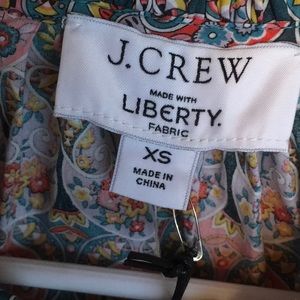 J.CREW
MADE WITH
LIBERTY.
FABRIC
XS
MADE IN
CHINA